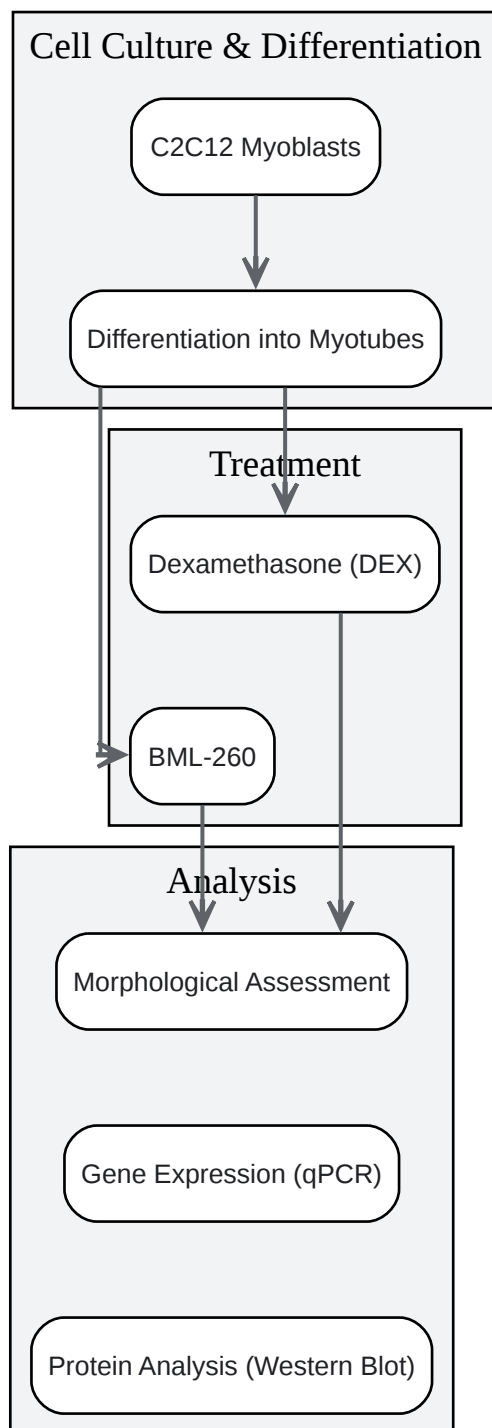 Cell Culture & Differentiation
C2C12 Myoblasts
Differentiation into Myotubes
Treatment
Dexamethasone (DEX)
BML-260
Analysis
Morphological Assessment
Gene Expression (qPCR)
Protein Analysis (Western Blot)